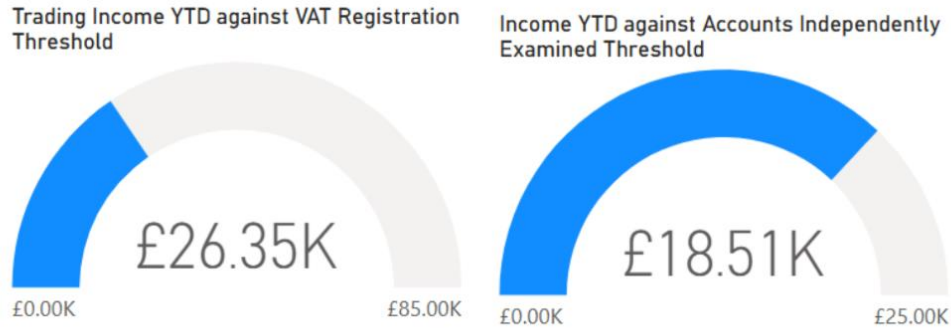 Trading Income YTD against VAT Registration
Threshold
£26.35K
£0.00K
£85.00K
Income YTD against Accounts Independently
Examined Threshold
£18.51K
£0.00K
£25.00K